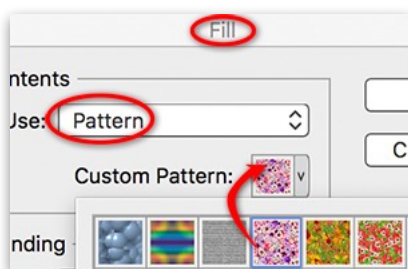 Fill
ntents
Use: Pattern
Custom Pattern:
C
nding